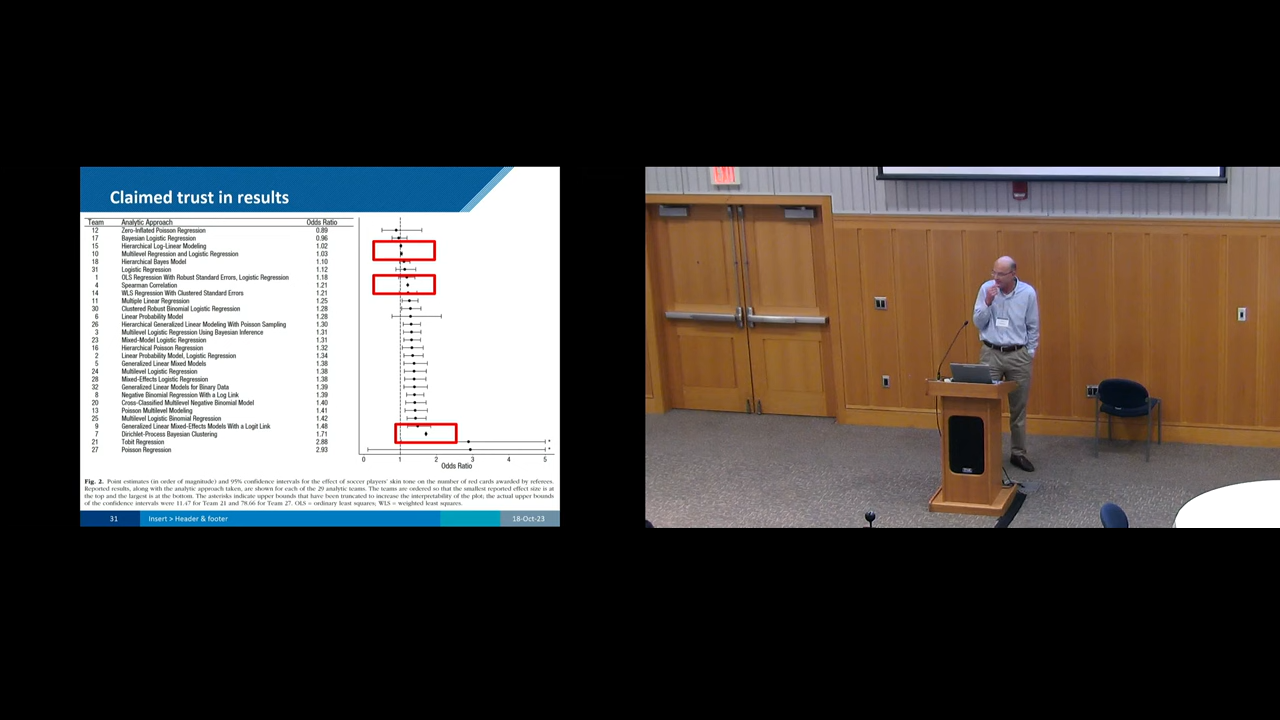 Claimed trust in results
Team Analytic Approach Odds Ratio
12 Zero-Inflated Poisson Regression 0.89
17 Bayesian Logistic Regression 0.96
15 Hierarchical Log-Linear Modeling 1.02
10 Multilevel Regression and Logistic Regression 1.03
18 Hierarchical Bayes Model 1.10
31 Logistic Regression 1.12
1 OLS Regression With Robust Standard Errors, Logistic Regression 1.18
4 Spearman Correlation 1.21
14 WLS Regression With Clustered Standard Errors 1.21
11 Multiple Linear Regression 1.25
30 Clustered Robust Binomial Logistic Regression 1.28
6 Linear Probability Model 1.28
26 Hierarchical Generalized Linear Modeling With Poisson Sampling 1.30
3 Multilevel Logistic Regression Using Bayesian Inference 1.31
23 Mixed-Model Logistic Regression 1.31
16 Hierarchical Poisson Regression 1.32
2 Linear Probability Model, Logistic Regression 1.34
5 Generalized Linear Mixed Models 1.38
24 Multilevel Logistic Regression 1.38
28 Mixed-Effects Logistic Regression 1.38
32 Generalized Linear Models for Binary Data 1.39
8 Negative Binomial Regression With a Log Link 1.39
20 Cross-Classified Multilevel Negative Binomial Model 1.40
13 Poisson Multilevel Modeling 1.41
25 Multilevel Logistic Binomial Regression 1.42
9 Generalized Linear Mixed-Effects Models With a Logit Link 1.48
7 Dirichlet-Process Bayesian Clustering 1.71
21 Tobit Regression 2.88 *
27 Poisson Regression 2.93 *
0 1 2 3 4 5
Odds Ratio
Fig. 2. Point estimates (in order of magnitude) and 95% confidence intervals for the effect of soccer players' skin tone on the number of red cards awarded by referees.
Reported results, along with the analytic approach taken, are shown for each of the 29 analytic teams. The teams are ordered so that the smallest reported effect size is at
the top and the largest is at the bottom. The asterisks indicate upper bounds that have been truncated to increase the interpretability of the plot; the actual upper bounds
of the confidence intervals were 11.47 for Team 21 and 78.66 for Team 27. OLS = ordinary least squares; WLS = weighted least squares.
31 Insert > Header & footer 18-Oct-23